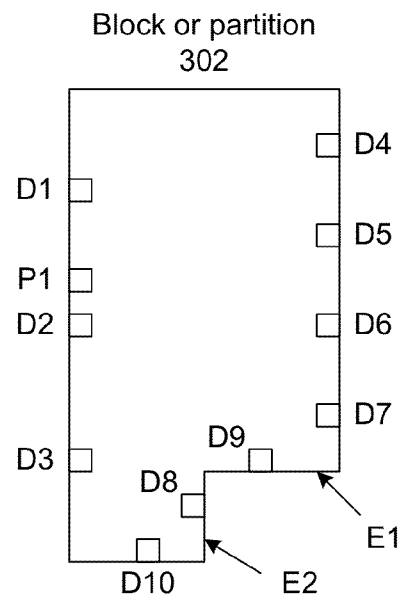 Block or partition
302
D4
D1
D5
P1
D2
D6
D7
D9
D3
D8
E1
D10
E2